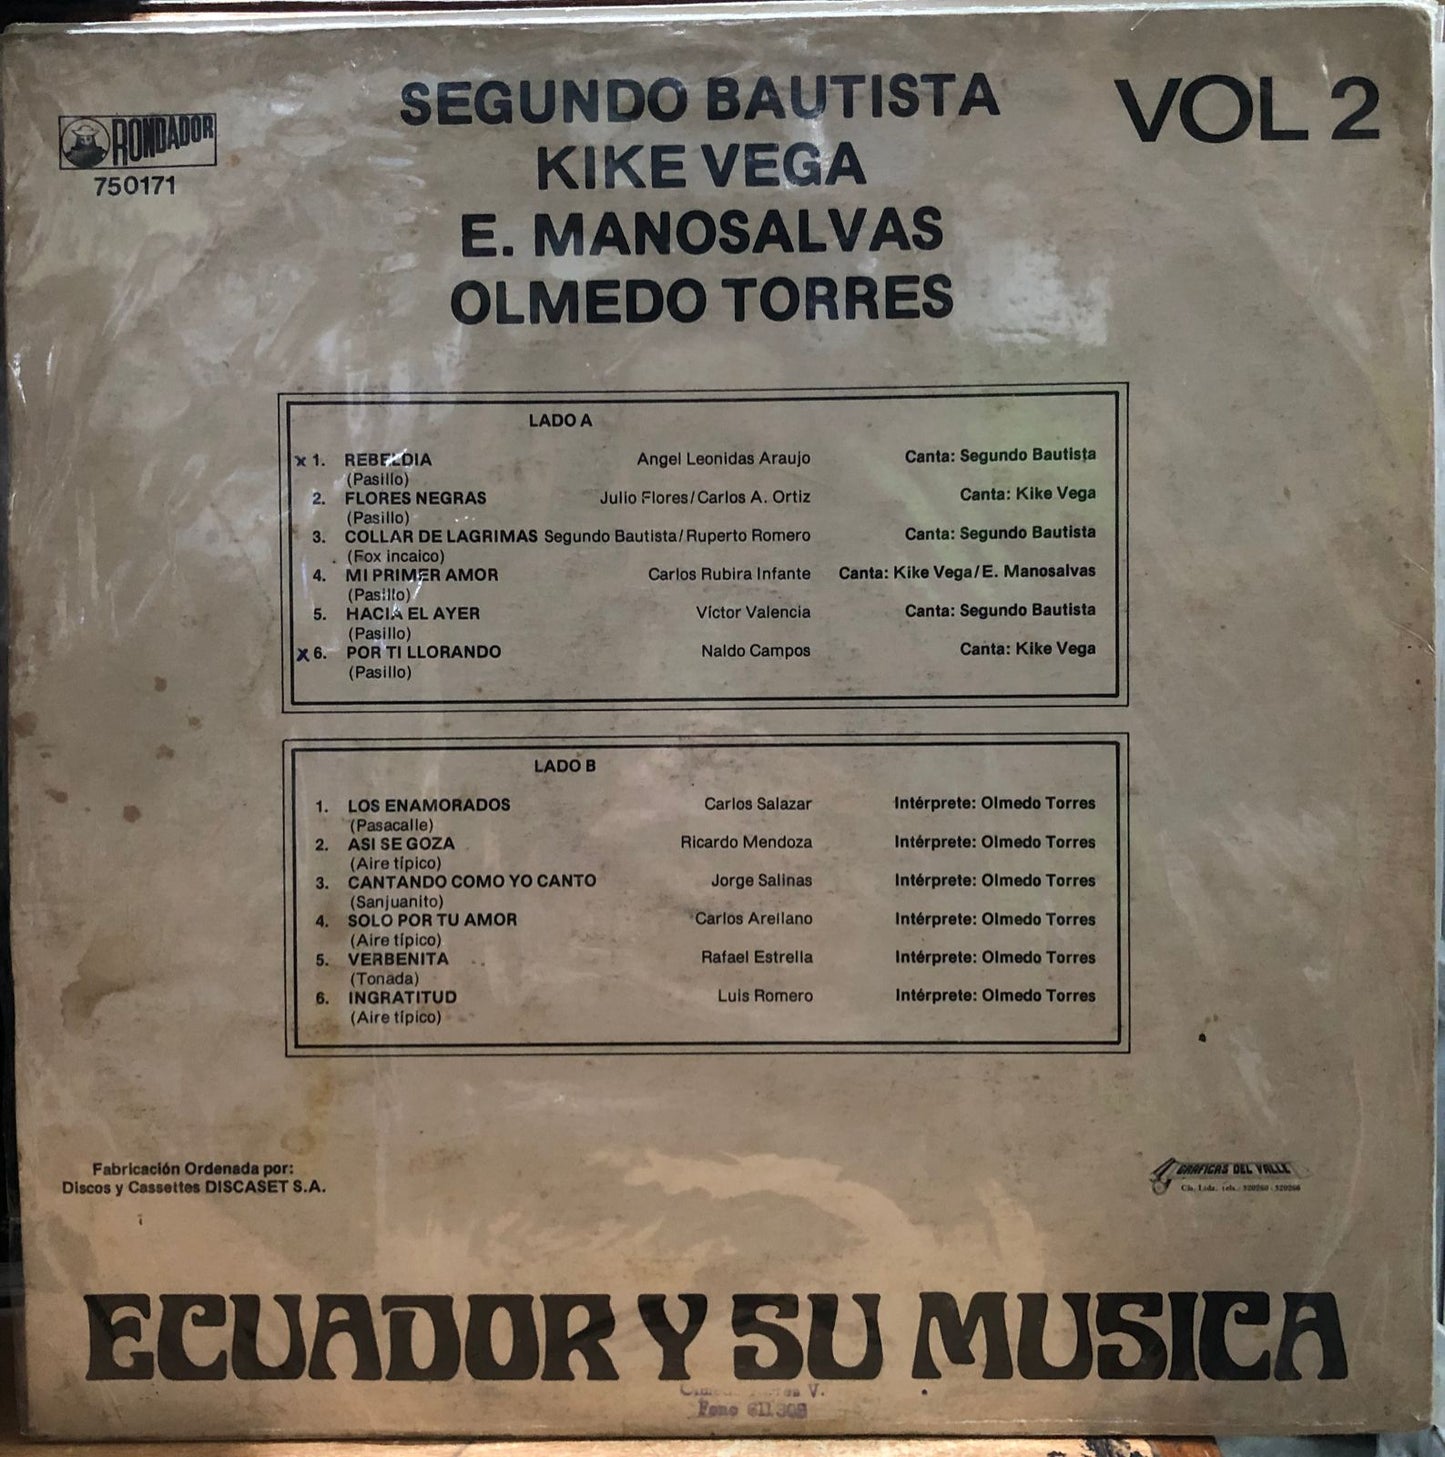 RONDADOR
750171
SEGUNDO BAUTISTA
KIKE VEGA
E. MANOSALVAS
OLMEDO TORRES
VOL 2
LADO A
x 1. REBELDIA Angel Leonidas Araujo Canta: Segundo Bautista
(Pasillo)
2. FLORES NEGRAS Julio Flores/Carlos A. Ortiz Canta: Kike Vega
(Pasillo)
3. COLLAR DE LAGRIMAS Segundo Bautista/Ruperto Romero Canta: Segundo Bautista
(Fox incaico)
4. MI PRIMER AMOR Carlos Rubira Infante Canta: Kike Vega/E. Manosalvas
(Pasillo)
5. HACIA EL AYER Víctor Valencia Canta: Segundo Bautista
(Pasillo)
x 6. POR TI LLORANDO Naldo Campos Canta: Kike Vega
(Pasillo)
LADO B
1. LOS ENAMORADOS Carlos Salazar Intérprete: Olmedo Torres
(Pasacalle)
2. ASI SE GOZA Ricardo Mendoza Intérprete: Olmedo Torres
(Aire típico)
3. CANTANDO COMO YO CANTO Jorge Salinas Intérprete: Olmedo Torres
(Sanjuanito)
4. SOLO POR TU AMOR Carlos Arellano Intérprete: Olmedo Torres
(Aire típico)
5. VERBENITA Rafael Estrella Intérprete: Olmedo Torres
(Tonada)
6. INGRATITUD Luis Romero Intérprete: Olmedo Torres
(Aire típico)
Fabricación Ordenada por:
Discos y Cassettes DISCASET S.A.
GRAFICAS DEL VALLE
Cía. Ltda.
ECUADOR Y SU MUSICA
V.
Fono